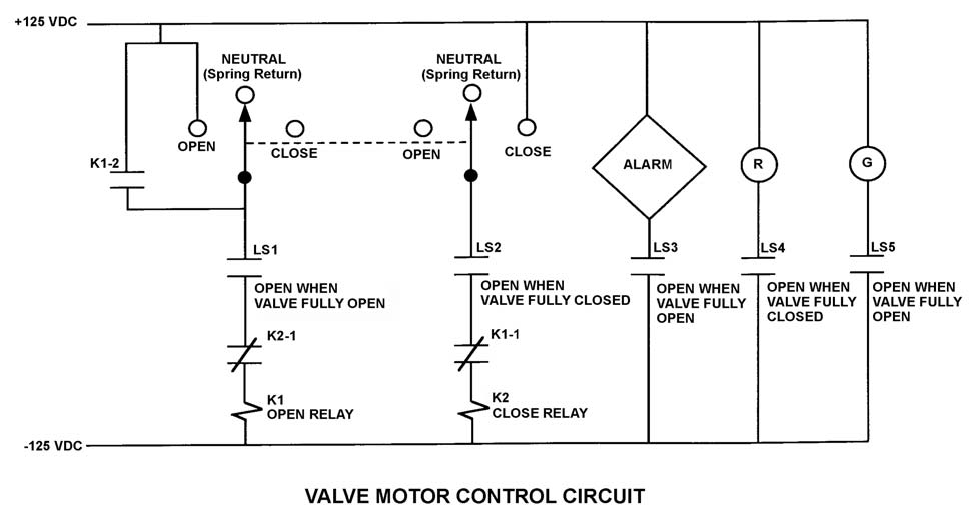 +125 VDC
NEUTRAL
(Spring Return)
NEUTRAL
(Spring Return)
OPEN
CLOSE
OPEN
CLOSE
ALARM
R
G
K1-2
LS1
OPEN WHEN
VALVE FULLY OPEN
LS2
OPEN WHEN
VALVE FULLY CLOSED
LS3
OPEN WHEN
VALVE FULLY
OPEN
LS4
OPEN WHEN
VALVE FULLY
CLOSED
LS5
OPEN WHEN
VALVE FULLY
OPEN
K2-1
K1-1
K1
OPEN RELAY
K2
CLOSE RELAY
-125 VDC
VALVE MOTOR CONTROL CIRCUIT